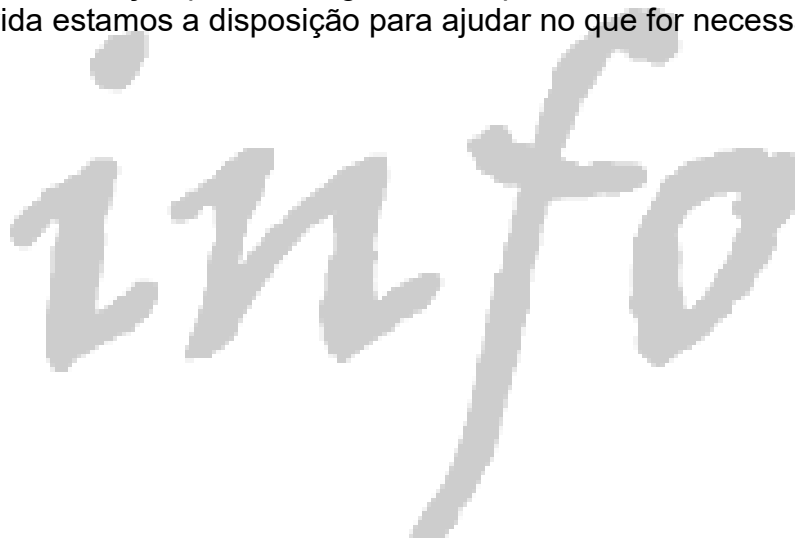 ida estamos a disposição para ajudar no que for necess
info